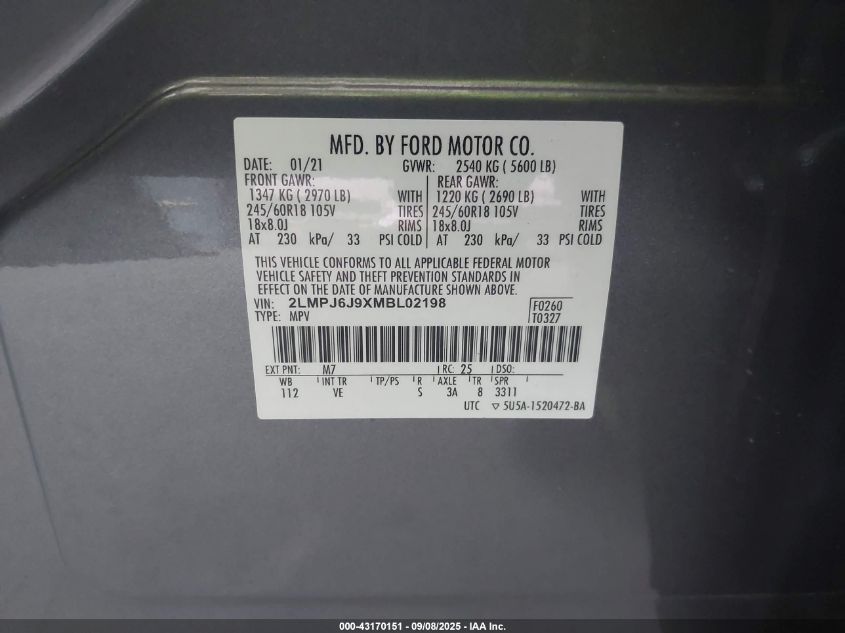 MFD. BY FORD MOTOR CO.
DATE: 01/21 GVWR: 2540 KG ( 5600 LB)
FRONT GAWR: REAR GAWR:
1347 KG ( 2970 LB) WITH 1220 KG ( 2690 LB) WITH
245/60R18 105V TIRES 245/60R18 105V TIRES
18x8.0J RIMS 18x8.0J RIMS
AT 230 kPa/ 33 PSI COLD AT 230 kPa/ 33 PSI COLD
THIS VEHICLE CONFORMS TO ALL APPLICABLE FEDERAL MOTOR
VEHICLE SAFETY AND THEFT PREVENTION STANDARDS IN
EFFECT ON THE DATE OF MANUFACTURE SHOWN ABOVE.
VIN: 2LMPJ6J9XMBL02198 F0260
TYPE: MPV T0327
EXT PNT: M7 RC: 25 DSO:
WB INT TR TP/PS R AXLE TR SPR
112 VE S 3A 8 3311
UTC ▽ 5U5A-1520472-BA
000-43170151 - 09/08/2025 - IAA Inc.